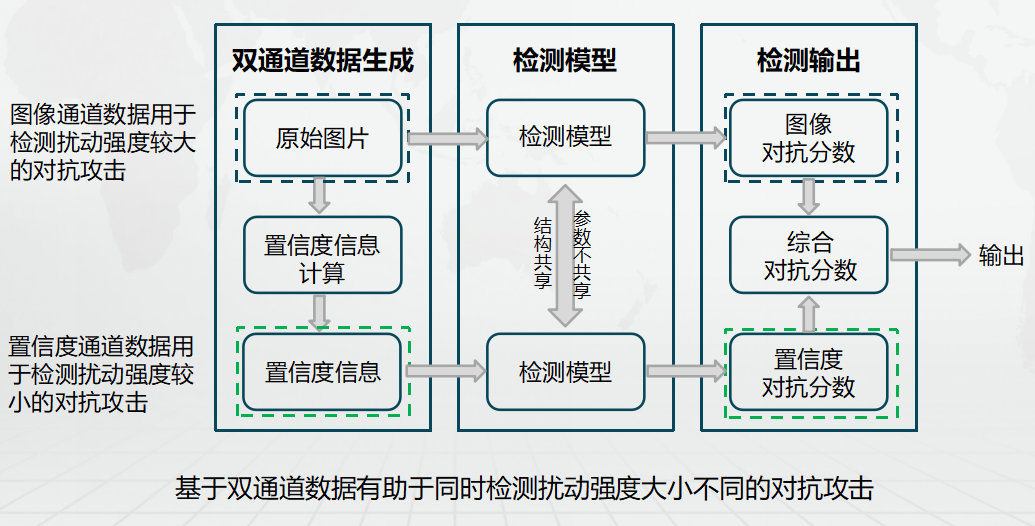 双通道数据生成
检测模型
检测输出
图像通道数据用于
检测扰动强度较大
的对抗攻击
原始图片
检测模型
图像
对抗分数
置信度信息
计算
结构共享
参数不共享
综合
对抗分数
输出
置信度通道数据用
于检测扰动强度较
小的对抗攻击
置信度信息
检测模型
置信度
对抗分数
基于双通道数据有助于同时检测扰动强度大小不同的对抗攻击